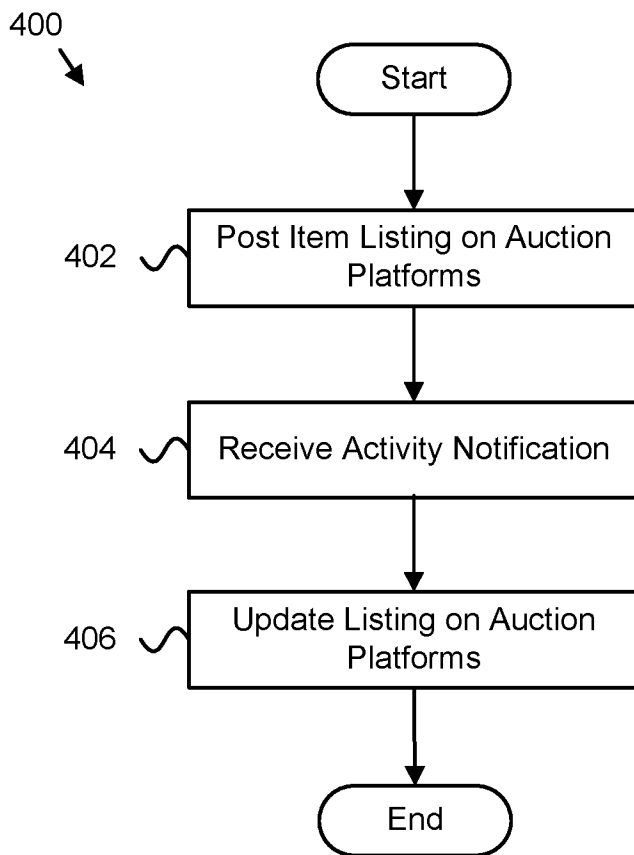 400
Start
402
Post Item Listing on Auction
Platforms
404
Receive Activity Notification
406
Update Listing on Auction
Platforms
End